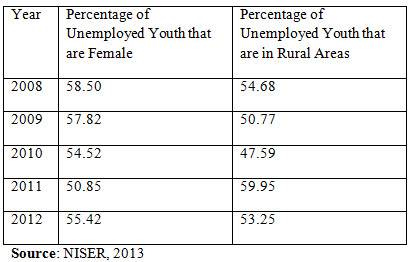 Year Percentage of Unemployed Youth that are Female Percentage of Unemployed Youth that are in Rural Areas
2008 58.50 54.68
2009 57.82 50.77
2010 54.52 47.59
2011 50.85 59.95
2012 55.42 53.25
Source: NISER, 2013